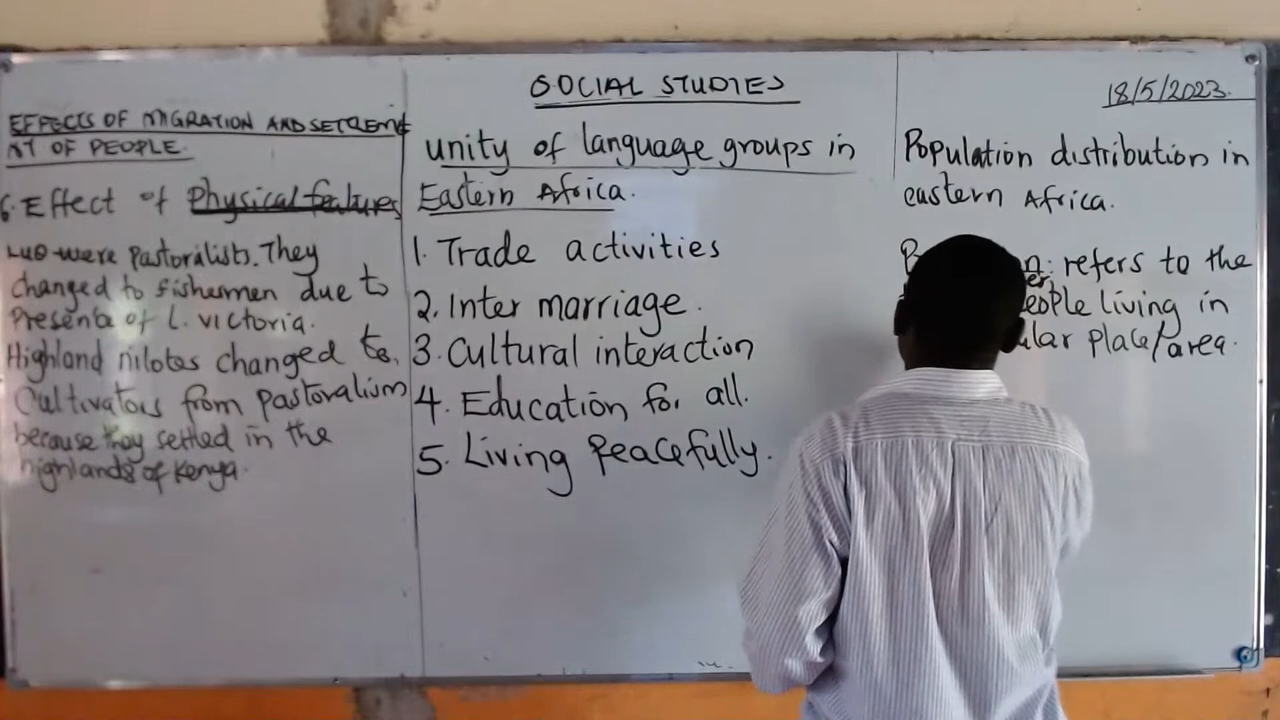 SOCIAL STUDIES
18/5/2023.
EFFECTS OF MIGRATION AND SETTLEME
NT OF PEOPLE.
6. Effect of Physical features
Luo were Pastoralists. They
changed to fishermen due to
Presence of L. victoria.
Highland nilotes changed to
Cultivators from pastoralism
because they settled in the
highlands of Kenya.
unity of language groups in
Eastern Africa.
1. Trade activities
2. Inter marriage.
3. Cultural interaction
4. Education for all.
5. Living Peacefully.
Population distribution in
eastern Africa.
refers to the
living in
place/area.